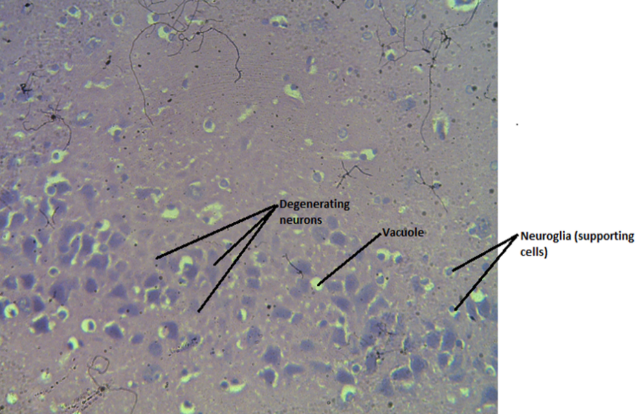 Degenerating
neurons
Vacuole
Neuroglia (supporting
cells)